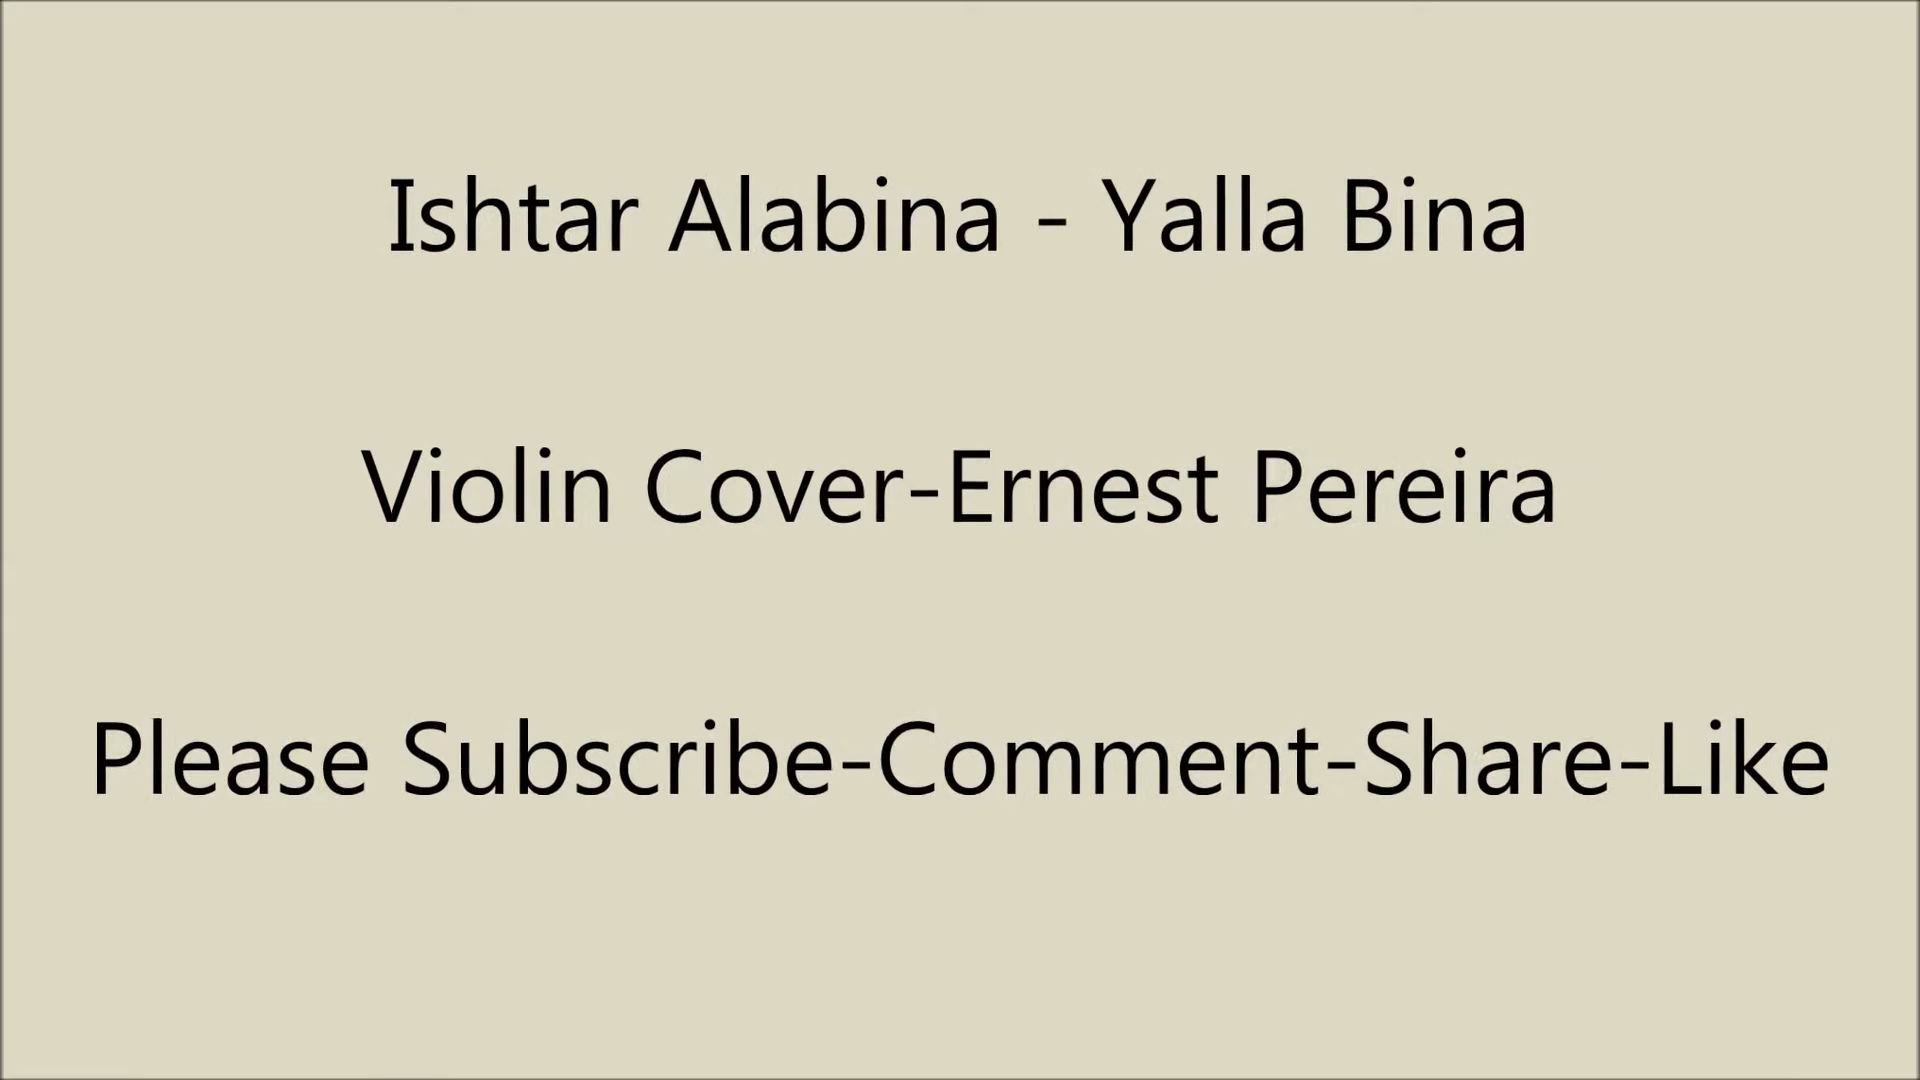 Ishtar Alabina - Yalla Bina
Violin Cover-Ernest Pereira
Please Subscribe-Comment-Share-Like